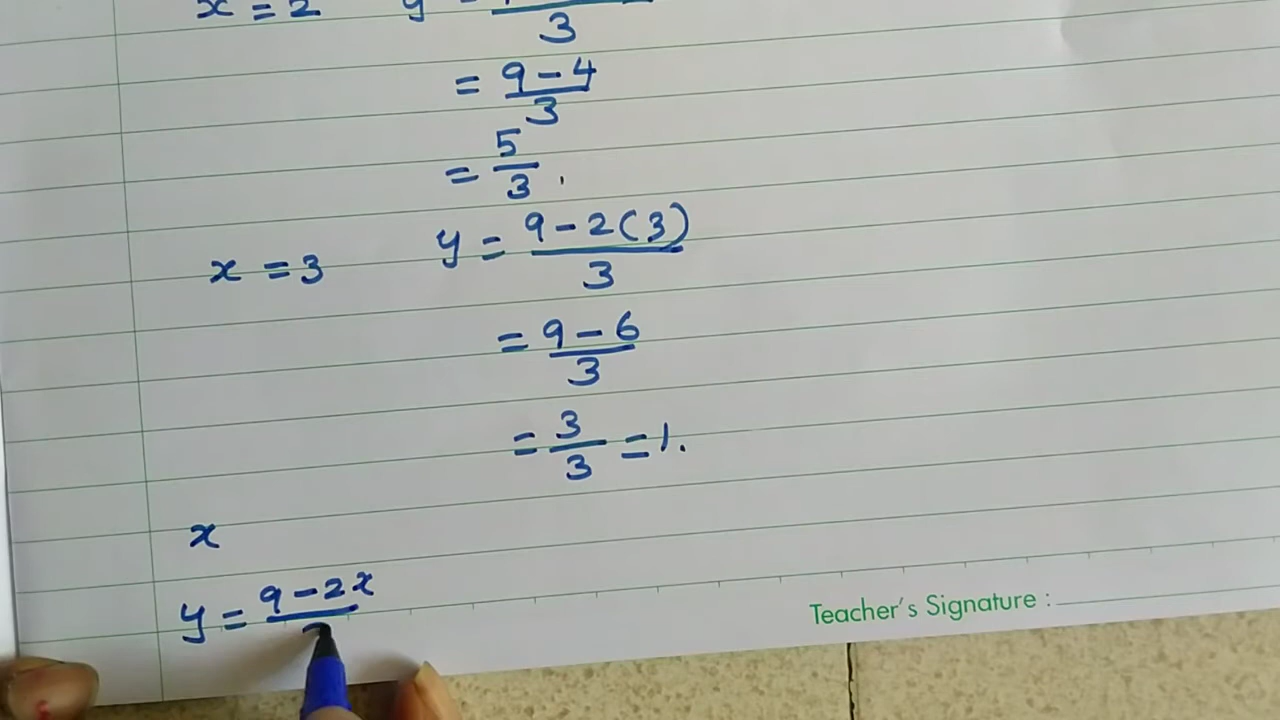 x = 2 y =
3
= 9 - 4
3
= 5
3 .
x = 3 y = 9 - 2(3)
3
= 9 - 6
3
= 3 = 1.
3
x
y = 9 - 2x
Teacher's Signature :